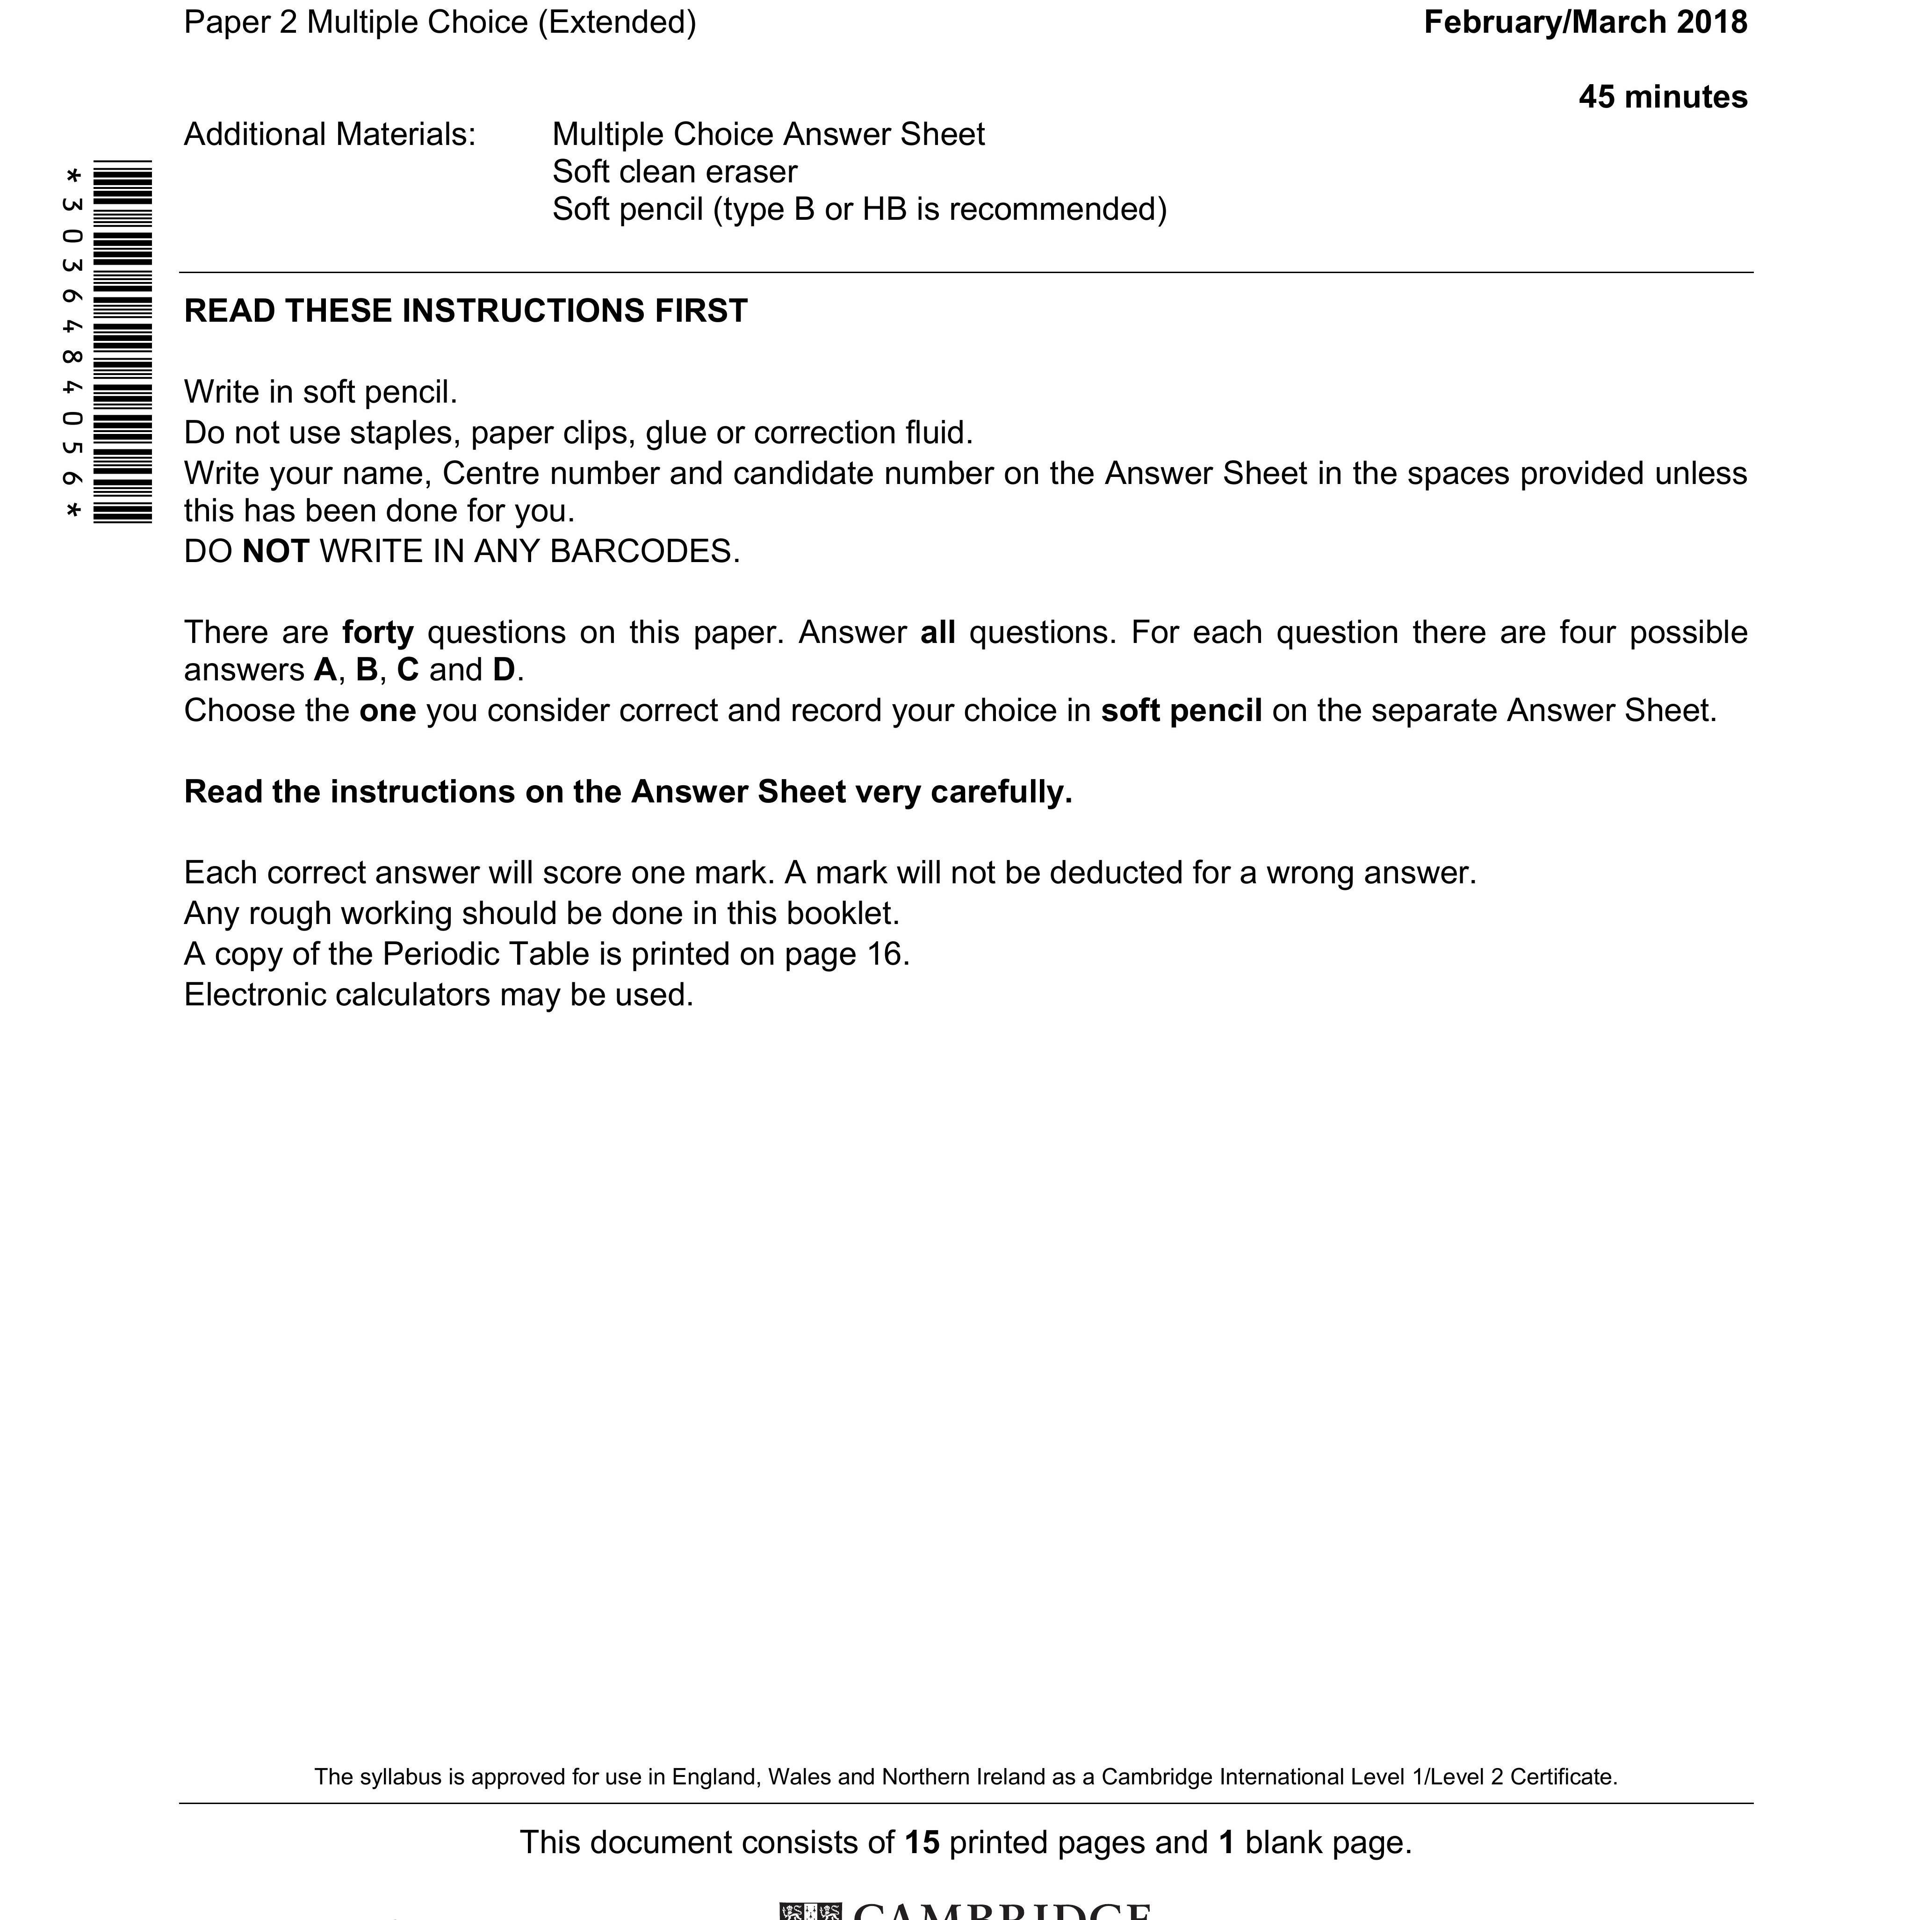 Paper 2 Multiple Choice (Extended)
February/March 2018
45 minutes
Additional Materials: Multiple Choice Answer Sheet
Soft clean eraser
Soft pencil (type B or HB is recommended)
*3036484056*
READ THESE INSTRUCTIONS FIRST
Write in soft pencil.
Do not use staples, paper clips, glue or correction fluid.
Write your name, Centre number and candidate number on the Answer Sheet in the spaces provided unless
this has been done for you.
DO NOT WRITE IN ANY BARCODES.
There are forty questions on this paper. Answer all questions. For each question there are four possible
answers A, B, C and D.
Choose the one you consider correct and record your choice in soft pencil on the separate Answer Sheet.
Read the instructions on the Answer Sheet very carefully.
Each correct answer will score one mark. A mark will not be deducted for a wrong answer.
Any rough working should be done in this booklet.
A copy of the Periodic Table is printed on page 16.
Electronic calculators may be used.
The syllabus is approved for use in England, Wales and Northern Ireland as a Cambridge International Level 1/Level 2 Certificate.
This document consists of 15 printed pages and 1 blank page.
CAMBRIDGE